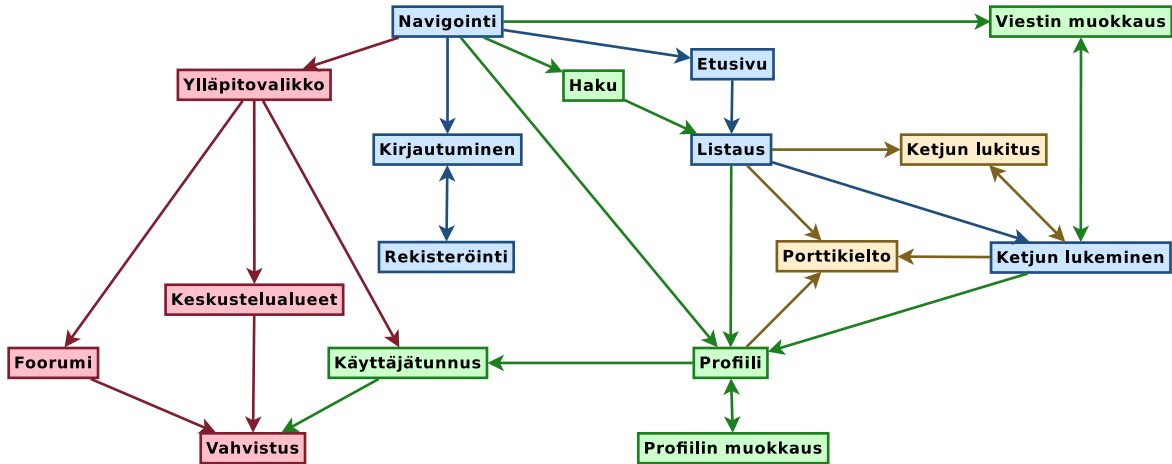 Navigointi
Viestin muokkaus
Etusivu
Ylläpitovalikko
Haku
Kirjautuminen
Listaus
Ketjun lukitus
Rekisteröinti
Porttikielto
Ketjun lukeminen
Keskustelualueet
Foorumi
Käyttäjätunnus
Profiili
Vahvistus
Profiilin muokkaus